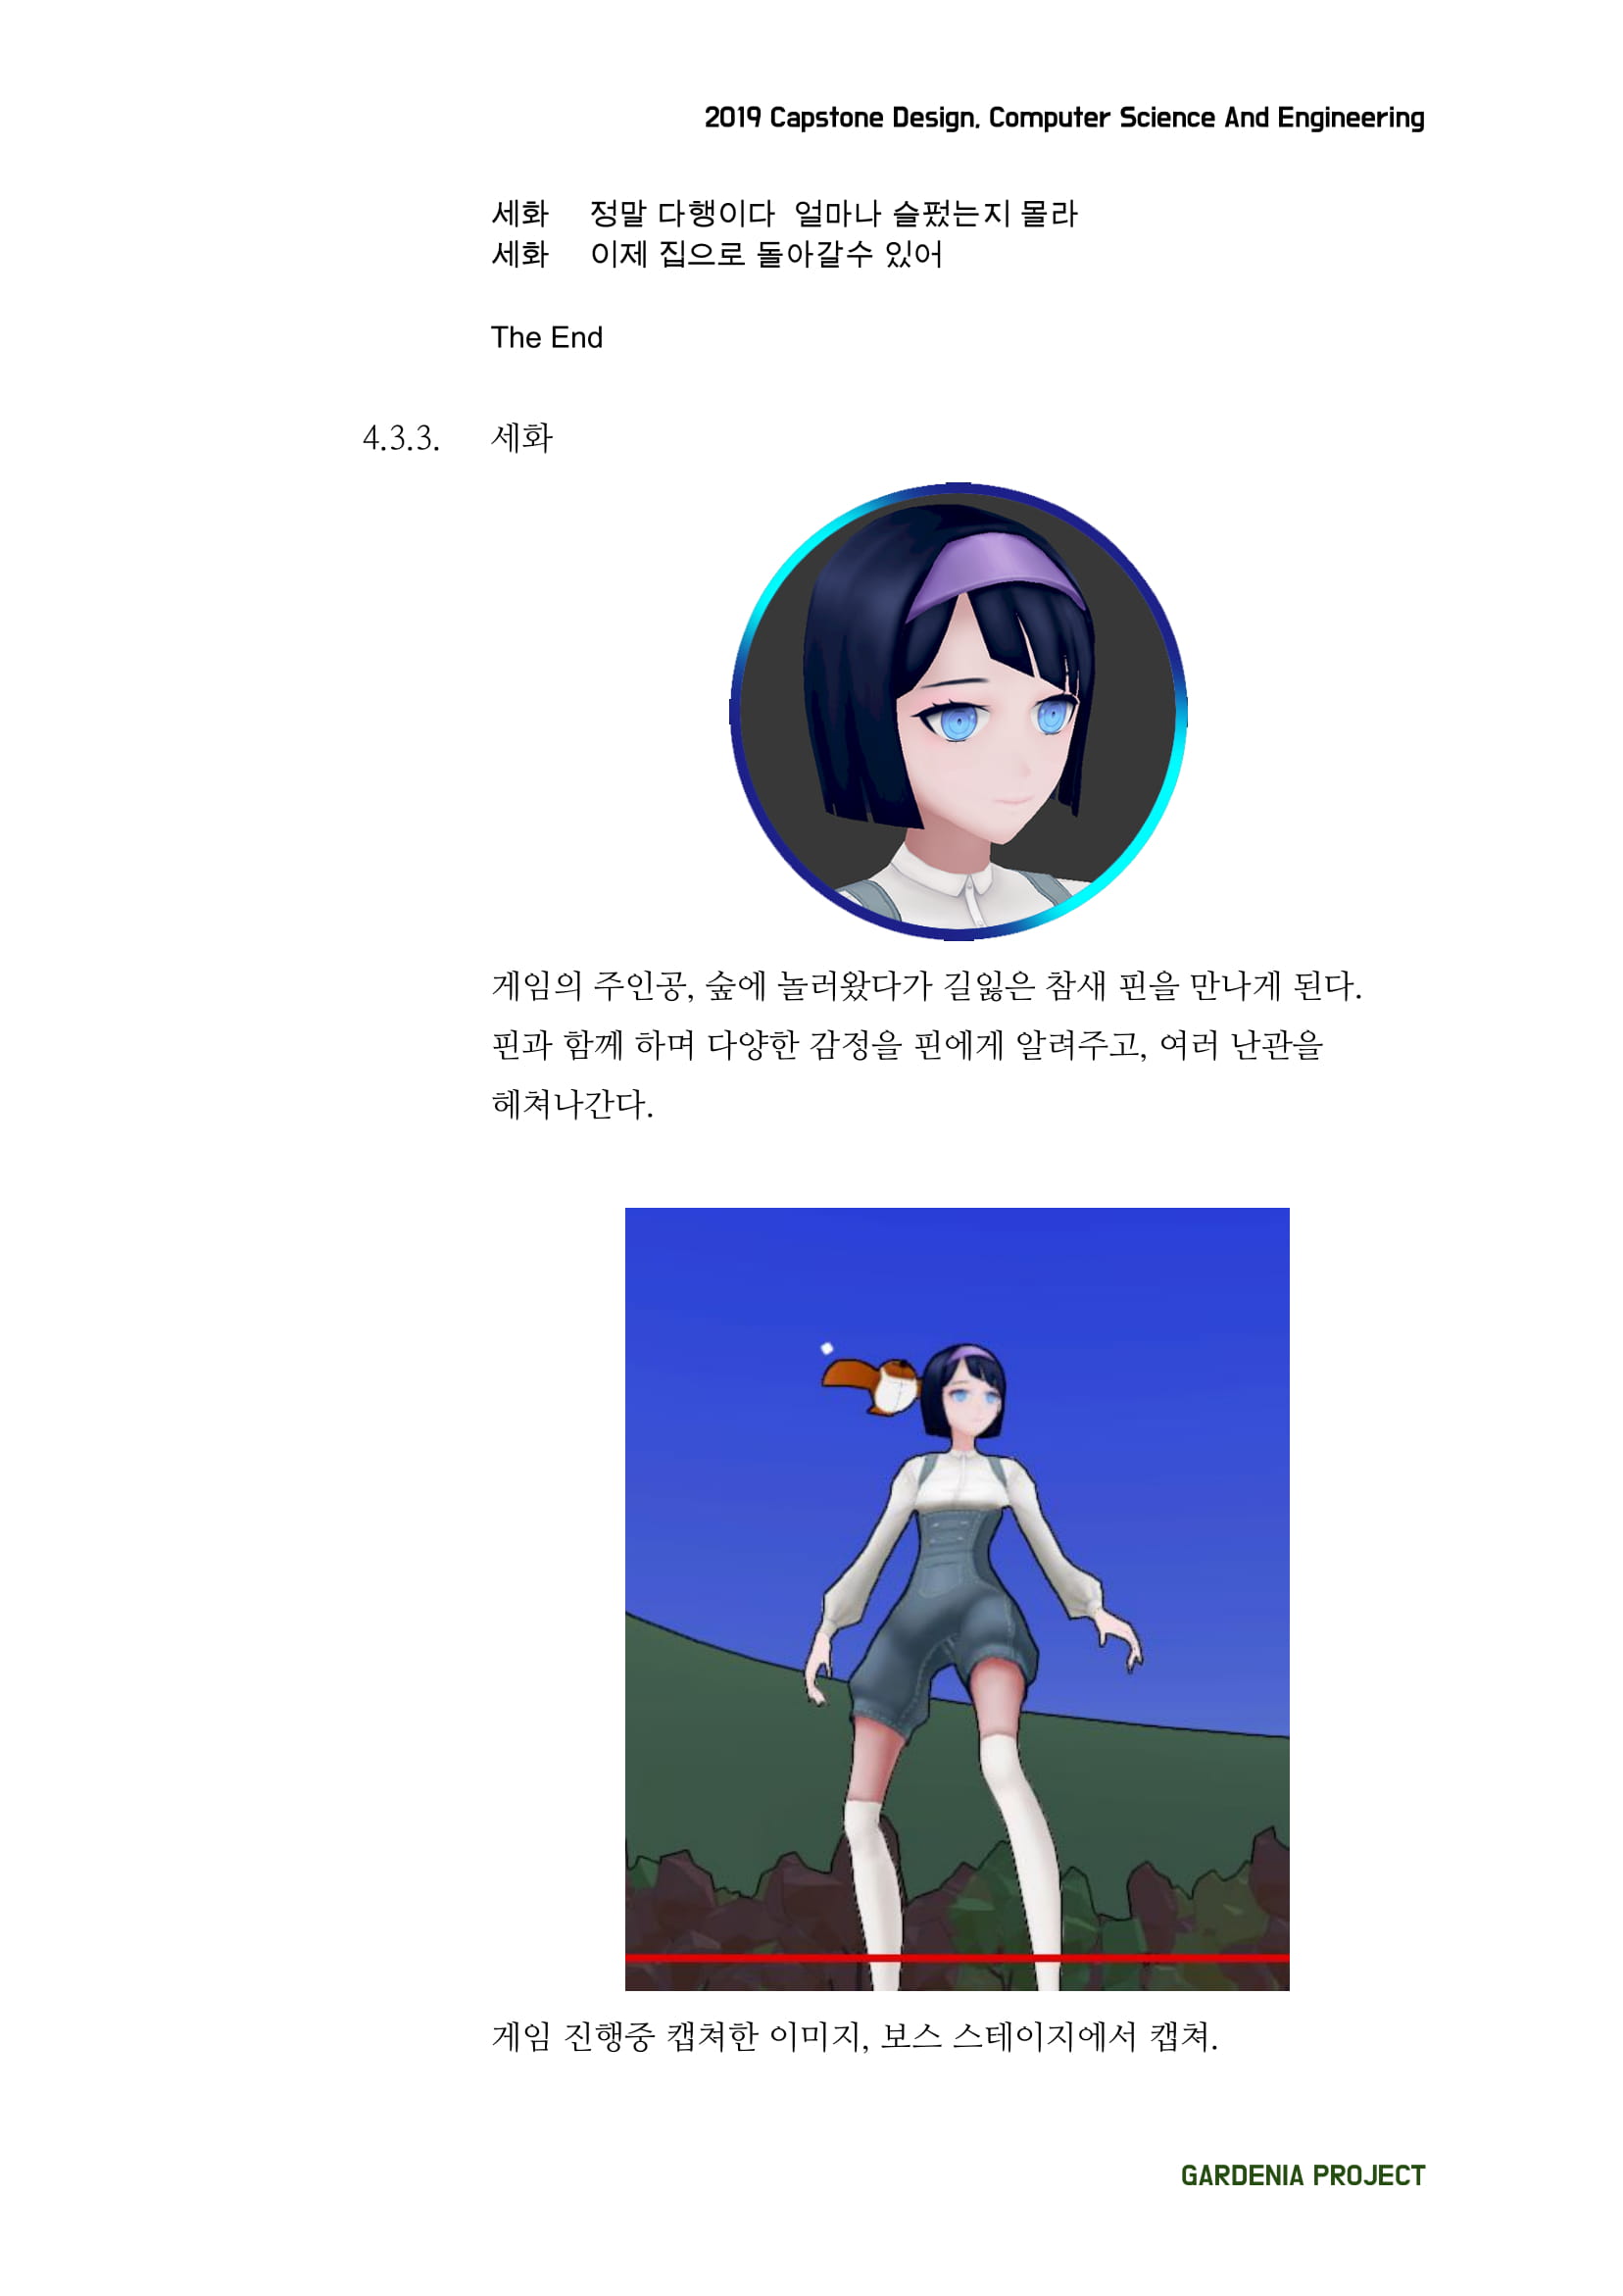 2019 Capstone Design, Computer Science And Engineering
세화 정말 다행이다 얼마나 슬펐는지 몰라
세화 이제 집으로 돌아갈수 있어
The End
4.3.3. 세화
게임의 주인공, 숲에 놀러왔다가 길잃은 참새 핀을 만나게 된다.
핀과 함께 하며 다양한 감정을 핀에게 알려주고, 여러 난관을
헤쳐나간다.
게임 진행중 캡쳐한 이미지, 보스 스테이지에서 캡쳐.
GARDENIA PROJECT